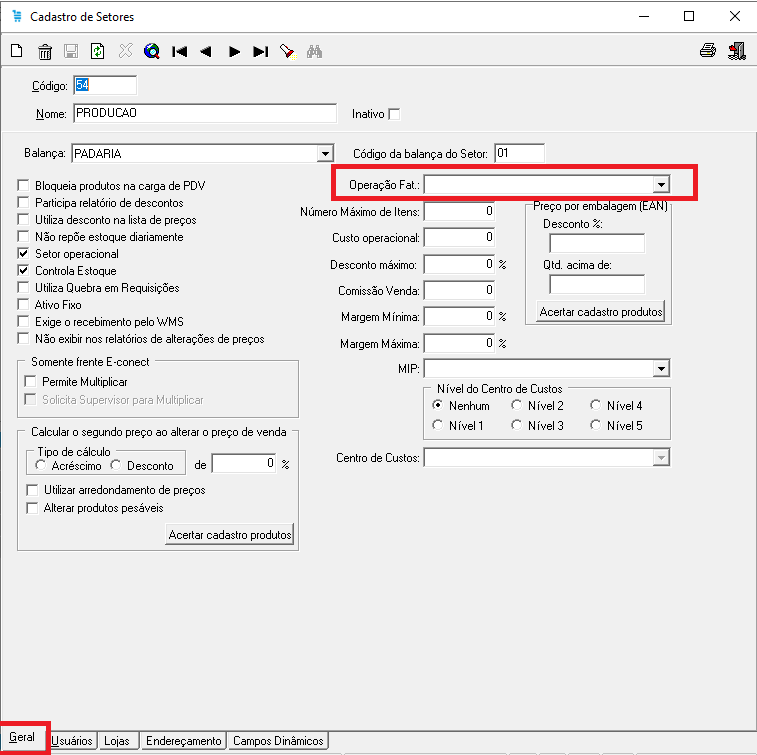 Cadastro de Setores
Código: 54
Nome: PRODUCAO
Inativo
Balança: PADARIA
Código da balança do Setor: 01
Bloqueia produtos na carga de PDV
Participa relatório de descontos
Utiliza desconto na lista de preços
Não repõe estoque diariamente
Setor operacional
Controla Estoque
Utiliza Quebra em Requisições
Ativo Fixo
Exige o recebimento pelo WMS
Não exibir nos relatórios de alterações de preços
Somente frente E-conect
Permite Multiplicar
Solicita Supervisor para Multiplicar
Calcular o segundo preço ao alterar o preço de venda
Tipo de cálculo
Acréscimo
Desconto
de 0 %
Utilizar arredondamento de preços
Alterar produtos pesáveis
Acertar cadastro produtos
Operação Fat.:
Número Máximo de Itens: 0
Custo operacional: 0
Desconto máximo: 0 %
Comissão Venda: 0
Margem Mínima: 0 %
Margem Máxima: %
MIP:
Preço por embalagem (EAN)
Desconto %:
Qtd. acima de:
Acertar cadastro produtos
Nível do Centro de Custos
Nenhum
Nível 2
Nível 4
Nível 1
Nível 3
Nível 5
Centro de Custos:
Geral
Usuários
Lojas
Endereçamento
Campos Dinâmicos